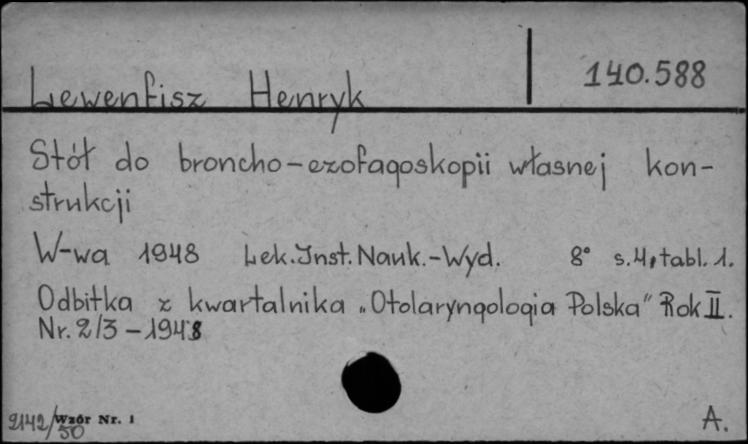 Lewenfisz Henryk
140.588
Stół do broncho-ezofagoskopii własnej kon-
strukcji
W-wa 1948 Lek. Inst. Nauk.-Wyd. 8° s. 4, tabl. 1.
Odbitka z kwartalnika „Otolaryngologia Polska" Rok II.
Nr. 2/3 - 1948
2142/50 Wzór Nr. 1
A.